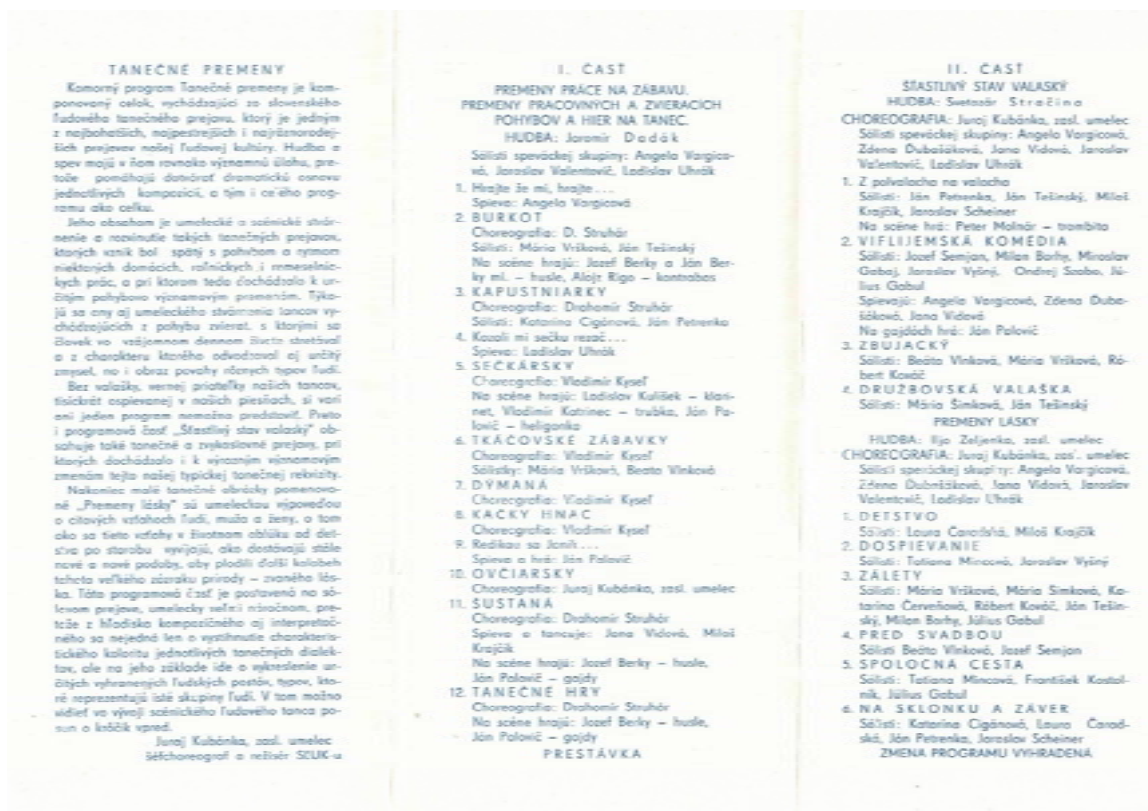 TANEČNÉ PREMENY
Komorný program Tanečné premeny je kom-
ponovaný celok, vychádzajúci zo slovenského
ľudového tanečného prejavu, ktorý je jedným
z najbohatších, najpestrejších i najrôznorodej-
ších prejavov našej ľudovej kultúry. Hudba a
spev majú v ňom rovnako významnú úlohu, pre-
tože pomáhajú dotvárať dramatickú osnovu
jednotlivých kompozícií, a tým i celého prog-
ramu ako celku.
Jeho obsahom je umelecké a scénické stvár-
nenie a rozvinutie takých tanečných prejavov,
ktorých vznik bol spätý s pohybom a rytmom
niektorých domácich, roľníckych i remeselníc-
kych prác, a pri ktorom teda dochádzalo k ur-
čitým pohybovo významovým premenám. Týka-
jú sa ony aj umeleckého stvárnenia tancov vy-
chádzajúcich z pohybu zvierat, s ktorými sa
človek vo vzájomnom dennom živote stretával
a z charakteru ktorého odvodzoval aj určitý
zmysel, no i obraz povahy rôznych typov ľudí.
Bez valašky, vernej priateľky našich tancov,
tisíckrát ospievanej v našich piesňach, si vari
ani jeden program nemožno predstaviť. Preto
i programová časť „Šťastlivý stav valaský" ob-
sahuje také tanečné a zvykoslovné prejavy, pri
ktorých dochádzalo i k výrazným významovým
zmenám tejto našej typickej tanečnej rekvizity.
Nakoniec malé tanečné obrázky pomenova-
né „Premeny lásky" sú umeleckou výpoveďou
o citových vzťahoch ľudí, muža a ženy, o tom
ako sa tieto vzťahy v životnom oblúku od det-
stva po starobu vyvíjajú, ako dostávajú stále
nové a nové podoby, aby plodili ďalší kolobeh
tohoto veľkého zázraku prírody – zvaného lás-
ka. Táto programová časť je postavená na só-
lovom prejave, umelecky veľmi náročnom, pre-
tože z hľadiska kompozičného aj interpretač-
ného sa nejedná len o vystihnutie charakteris-
tického koloritu jednotlivých tanečných dialek-
tov, ale na jeho základe ide o vykreslenie ur-
čitých vyhranených ľudských postáv, typov, kto-
ré reprezentujú isté skupiny ľudí. V tom možno
vidieť vo vývoji scénického ľudového tanca po-
sun o krôčik vpred.
Juraj Kubánka, zasl. umelec
šéfchoreograf a režisér SĽUK-u
I. ČASŤ
PREMENY PRÁCE NA ZÁBAVU.
PREMENY PRACOVNÝCH A ZVIERACÍCH
POHYBOV A HIER NA TANEC.
HUDBA: Jaromír Dadák
Sólisti speváckej skupiny: Angela Vargico-
vá, Jaroslav Valentovič, Ladislav Uhrák
1. Hrajte že mi, hrajte ...
Spieva: Angela Vargicová
2. BURKOT
Choreografia: D. Struhár
Sólisti: Mária Vršková, Ján Tešinský
Na scéne hrajú: Jozef Berky a Ján Ber-
ky ml. – husle, Alojz Rigo – kontrabas
3. KAPUSTNIARKY
Choreografia: Drahomír Struhár
Sólisti: Katarína Cigánová, Ján Petrenka
4. Kázali mi sečku rezač ...
Spieva: Ladislav Uhrák
5. SEČKÁRSKY
Choreografia: Vladimír Kyseľ
Na scéne hrajú: Ladislav Kulíšek – klari-
net, Vladimír Katrinec – trubka, Ján Pa-
lovič – heligonka
6. TKÁČOVSKÉ ZÁBAVKY
Choreografia: Vladimír Kyseľ
Sólistky: Mária Vršková, Beata Vlnková
7. DYMANÁ
Choreografia: Vladimír Kyseľ
8. KAČKY HNAC
Choreografia: Vladimír Kyseľ
9. Redikau sa Janík ...
Spieva a hrá: Ján Palovič
10. OVČIARSKY
Choreografia: Juraj Kubánka, zasl. umelec
11. ŠUSTANÁ
Choreografia: Drahomír Struhár
Spieva a tancuje: Jana Vidová, Miloš
Krajčík
Na scéne hrajú: Jozef Berky – husle,
Ján Palovič – gajdy
12. TANEČNÉ HRY
Choreografia: Drahomír Struhár
Na scéne hrajú: Jozef Berky – husle,
Ján Palovič – gajdy
PRESTÁVKA
II. ČASŤ
ŠŤASTLIVÝ STAV VALASKÝ
HUDBA: Svetozár Stračina
CHOREOGRAFIA: Juraj Kubánka, zasl. umelec
Sólisti speváckej skupiny: Angela Vargicová,
Zdena Ďubašáková, Jana Vidová, Jaroslav
Valentovič, Ladislav Uhrák
1. Z polvalacha na valacha
Sólisti: Ján Petrenka, Ján Tešinský, Miloš
Krajčík, Jaroslav Scheiner
Na scéne hrá: Peter Molnár – trombita
2. VIFLIJEMSKÁ KOMÉDIA
Sólisti: Jozef Semjan, Milan Borhy, Miroslav
Gabaj, Jaroslav Vyšný, Ondrej Szabo, Jú-
lius Gabul
Spievajú: Angela Vargicová, Zdena Ďuba-
šáková, Jana Vidová
Na gajdách hrá: Ján Palovič
3. ZBUJACKÝ
Sólisti: Beáta Vlnková, Mária Vršková, Ró-
bert Kováč
4. DRUŽBOVSKÁ VALAŠKA
Sólisti: Mária Šimková, Ján Tešinský
PREMENY LÁSKY
HUDBA: Iljo Zeljenka, zasl. umelec
CHOREOGRAFIA: Juraj Kubánka, zasl. umelec
Sólisti speváckej skupiny: Angela Vargicová,
Zdena Ďubašáková, Jana Vidová, Jaroslav
Valentovič, Ladislav Uhrák
1. DETSTVO
Sólisti: Laura Čaradská, Miloš Krajčík
2. DOSPIEVANIE
Sólisti: Tatiana Mincová, Jaroslav Vyšný
3. ZÁLETY
Sólisti: Mária Vršková, Mária Šimková, Ka-
tarína Červeňová, Róbert Kováč, Ján Tešin-
ský, Milan Borhy, Július Gabul
4. PRED SVADBOU
Sólisti Beáta Vlnková, Jozef Semjan
5. SPOLOČNÁ CESTA
Sólisti: Tatiana Mincová, František Kostol-
ník, Július Gabul
6. NA SKLONKU A ZÁVER
Sólisti: Katarína Cigánová, Laura Čarad-
ská, Ján Petrenka, Jaroslav Scheiner
ZMENA PROGRAMU VYHRADENÁ